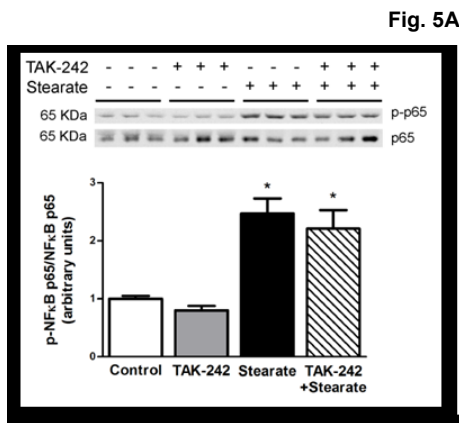 Fig. 5A
TAK-242 - - - + + + - - - + + +
Stearate - - - - - - + + + + + +
65 KDa p-p65
65 KDa p65
p-NFκB p65/NFκB p65
(arbitrary units)
3
2
1
0
* *
Control TAK-242 Stearate TAK-242
+Stearate